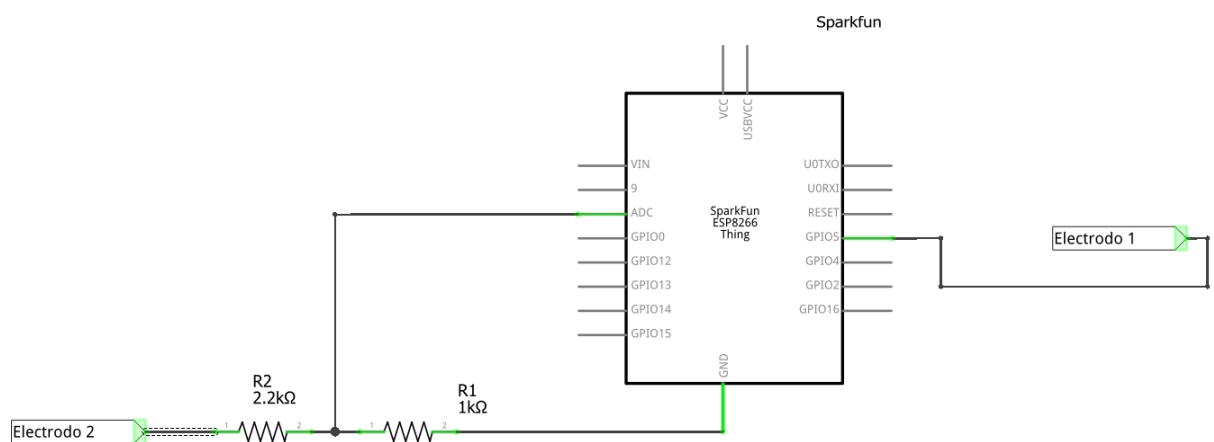 Sparkfun
VCC
USBVCC
VIN
9
ADC
GPIO0
GPIO12
GPIO13
GPIO14
GPIO15
SparkFun
ESP8266
Thing
U0TXO
U0RXI
RESET
GPIO5
GPIO4
GPIO2
GPIO16
GND
Electrodo 1
R2
2.2kΩ
R1
1kΩ
Electrodo 2
1
2
1
2